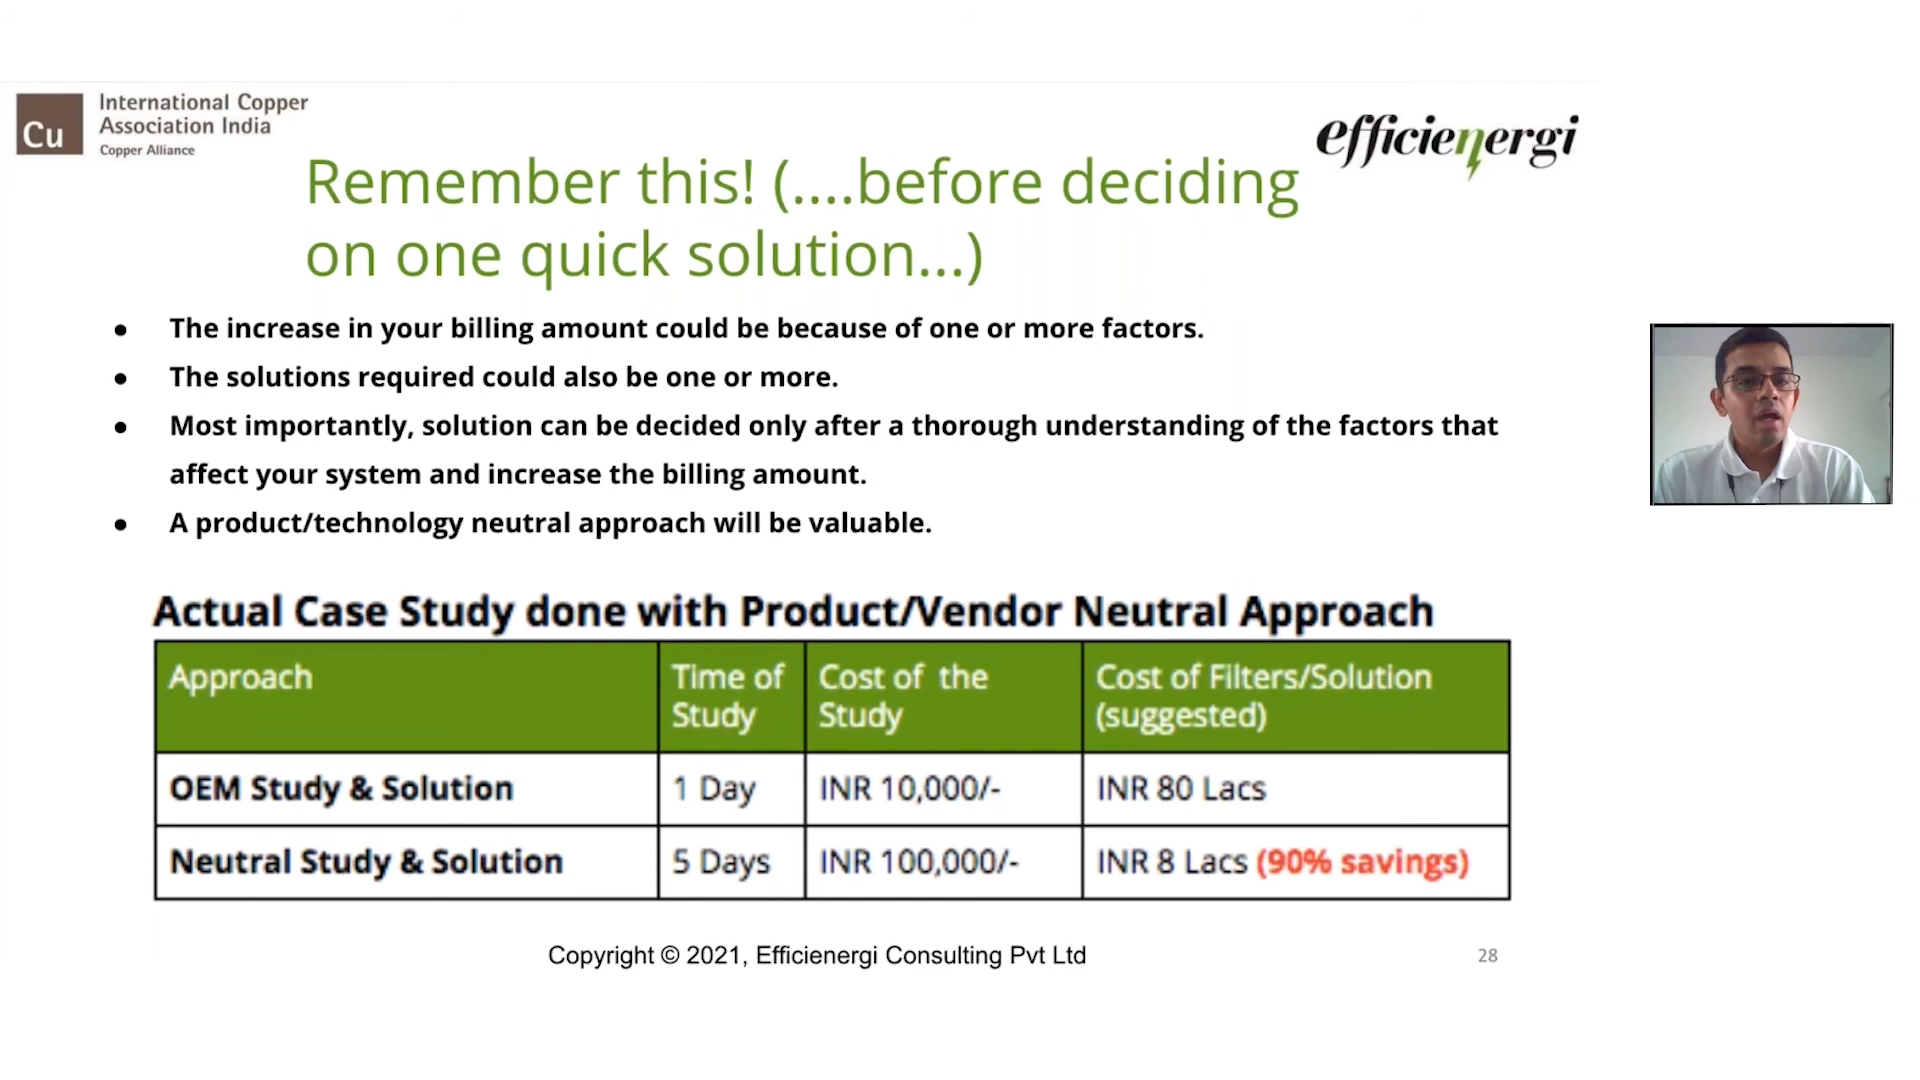 Cu
International Copper
Association India
Copper Alliance
efficienergi
Remember this! (....before deciding
on one quick solution...)
● The increase in your billing amount could be because of one or more factors.
● The solutions required could also be one or more.
● Most importantly, solution can be decided only after a thorough understanding of the factors that
affect your system and increase the billing amount.
● A product/technology neutral approach will be valuable.
Actual Case Study done with Product/Vendor Neutral Approach
Approach Time of Study Cost of the Study Cost of Filters/Solution (suggested)
OEM Study & Solution 1 Day INR 10,000/- INR 80 Lacs
Neutral Study & Solution 5 Days INR 100,000/- INR 8 Lacs (90% savings)
Copyright © 2021, Efficienergi Consulting Pvt Ltd
28